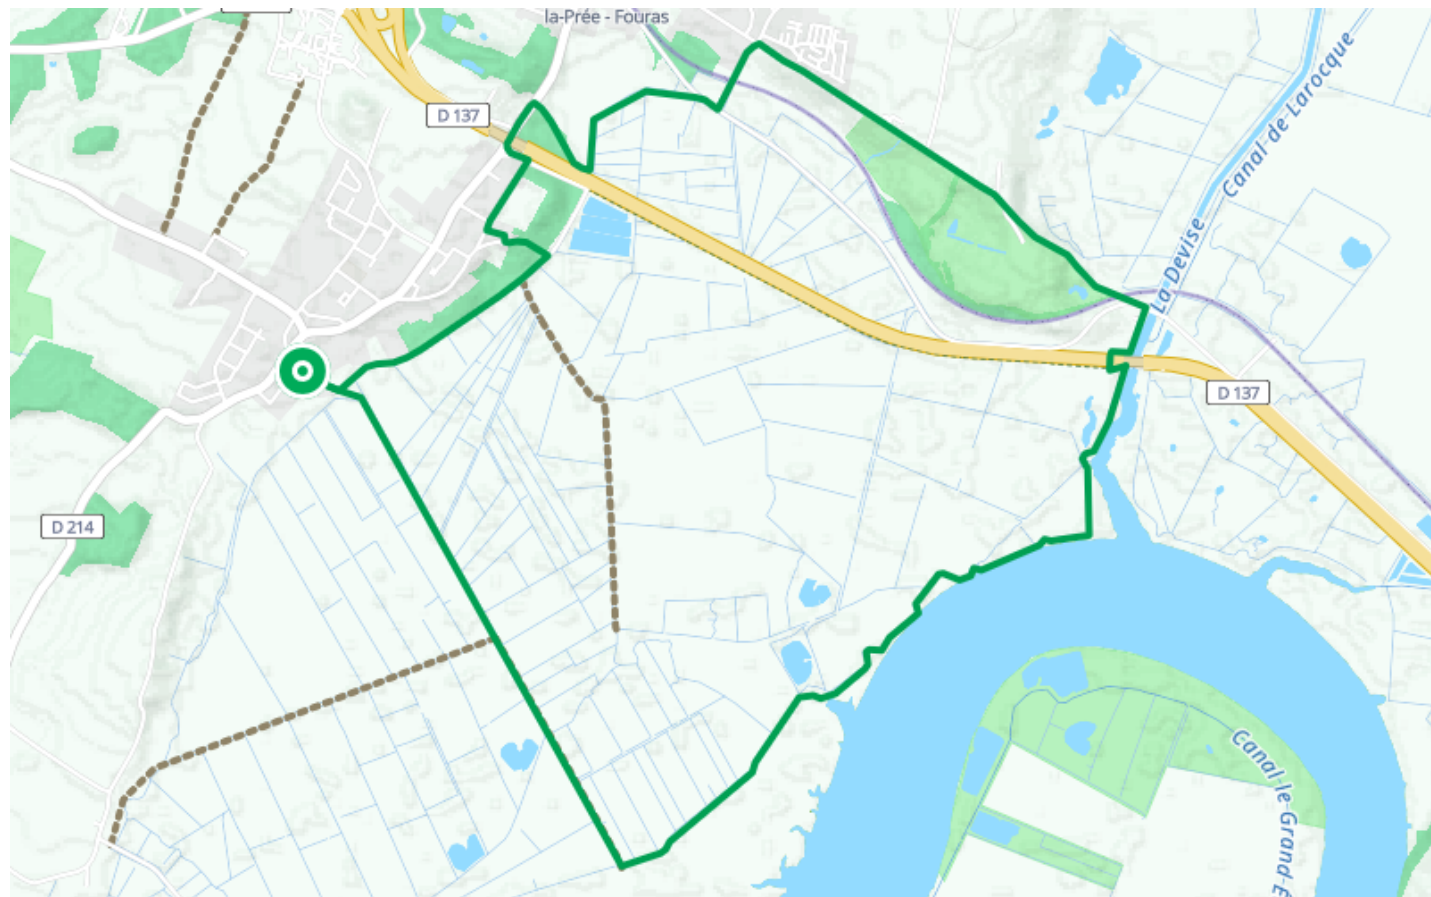 la-Prée - Fouras
D 137
Canal-de-Larocque
La-Devise
D 137
D 214
Canal-le-Grand-É